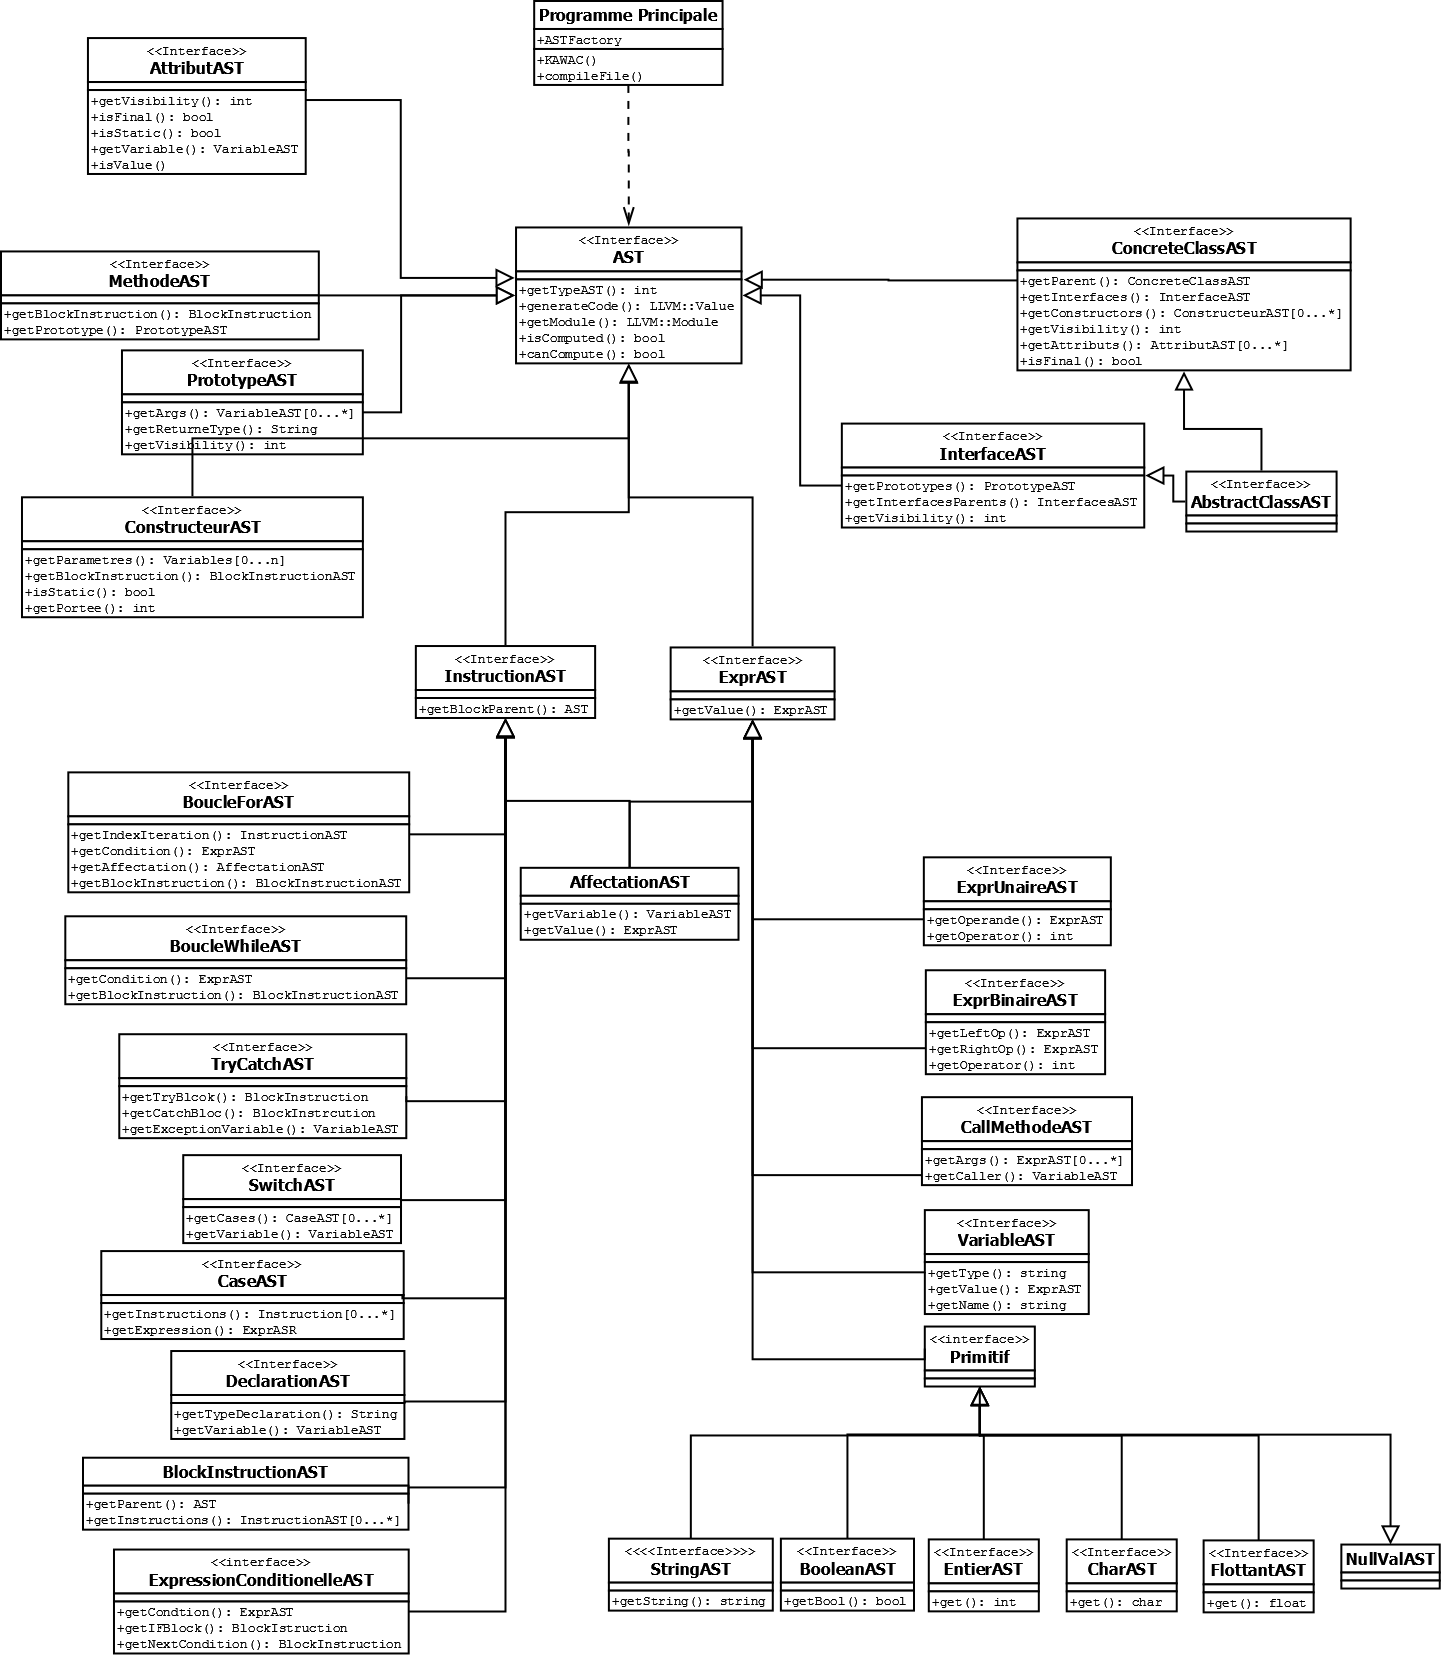 Programme Principale
+ASTFactory
+KAWAC()
+compileFile()
<<Interface>>
AttributAST
+getVisibility(): int
+isFinal(): bool
+isStatic(): bool
+getVariable(): VariableAST
+isValue()
<<Interface>>
MethodeAST
+getBlockInstruction(): BlockInstruction
+getPrototype(): PrototypeAST
<<Interface>>
AST
+getTypeAST(): int
+generateCode(): LLVM::Value
+getModule(): LLVM::Module
+isComputed(): bool
+canCompute(): bool
<<Interface>>
ConcreteClassAST
+getParent(): ConcreteClassAST
+getInterfaces(): InterfaceAST
+getConstructors(): ConstructeurAST[0...*]
+getVisibility(): int
+getAttributs(): AttributAST[0...*]
+isFinal(): bool
<<Interface>>
PrototypeAST
+getArgs(): VariableAST[0...*]
+getReturneType(): String
+getVisibility(): int
<<Interface>>
InterfaceAST
+getPrototypes(): PrototypeAST
+getInterfacesParents(): InterfacesAST
+getVisibility(): int
<<Interface>>
AbstractClassAST
<<Interface>>
ConstructeurAST
+getParametres(): Variables[0...n]
+getBlockInstruction(): BlockInstructionAST
+isStatic(): bool
+getPortee(): int
<<Interface>>
InstructionAST
+getBlockParent(): AST
<<Interface>>
ExprAST
+getValue(): ExprAST
<<Interface>>
BoucleForAST
+getIndexIteration(): InstructionAST
+getCondition(): ExprAST
+getAffectation(): AffectationAST
+getBlockInstruction(): BlockInstructionAST
AffectationAST
+getVariable(): VariableAST
+getValue(): ExprAST
<<Interface>>
ExprUnaireAST
+getOperande(): ExprAST
+getOperator(): int
<<Interface>>
BoucleWhileAST
+getCondition(): ExprAST
+getBlockInstruction(): BlockInstructionAST
<<Interface>>
ExprBinaireAST
+getLeftOp(): ExprAST
+getRightOp(): ExprAST
+getOperator(): int
<<Interface>>
TryCatchAST
+getTryBlcok(): BlockInstruction
+getCatchBloc(): BlockInstrcution
+getExceptionVariable(): VariableAST
<<Interface>>
CallMethodeAST
+getArgs(): ExprAST[0...*]
+getCaller(): VariableAST
<<Interface>>
SwitchAST
+getCases(): CaseAST[0...*]
+getVariable(): VariableAST
<<Interface>>
VariableAST
+getType(): string
+getValue(): ExprAST
+getName(): string
<<Interface>>
CaseAST
+getInstructions(): Instruction[0...*]
+getExpression(): ExprASR
<<interface>>
Primitif
<<Interface>>
DeclarationAST
+getTypeDeclaration(): String
+getVariable(): VariableAST
BlockInstructionAST
+getParent(): AST
+getInstructions(): InstructionAST[0...*]
<<interface>>
ExpressionConditionelleAST
+getCondtion(): ExprAST
+getIFBlock(): BlockIstruction
+getNextCondition(): BlockInstruction
<<<<Interface>>>>
StringAST
+getString(): string
<<Interface>>
BooleanAST
+getBool(): bool
<<Interface>>
EntierAST
+get(): int
<<Interface>>
CharAST
+get(): char
<<Interface>>
FlottantAST
+get(): float
NullValAST